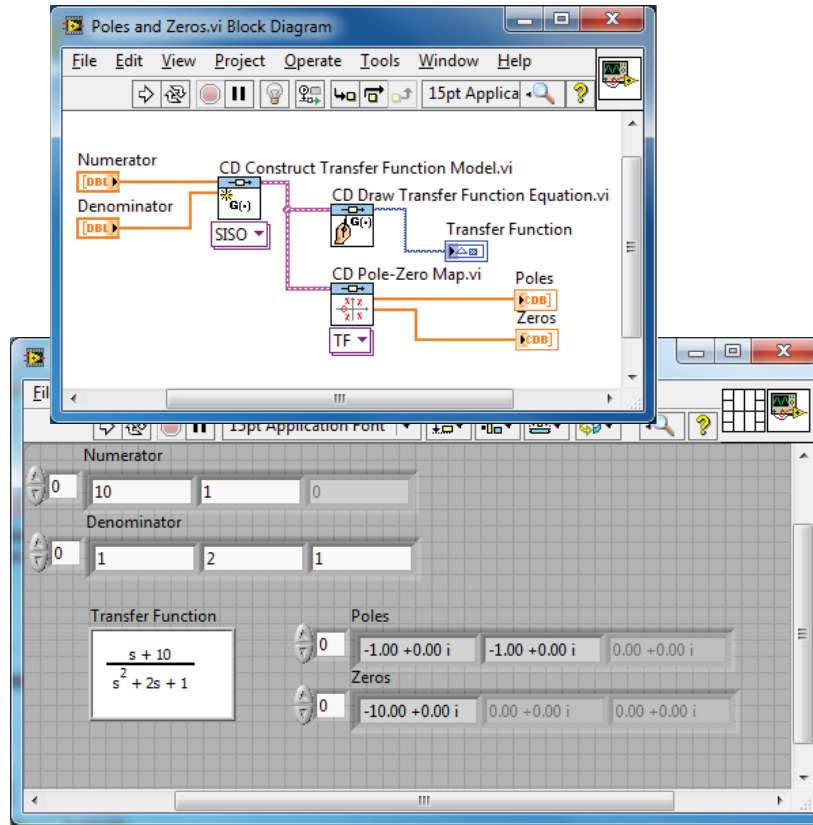 Poles and Zeros.vi Block Diagram
File Edit View Project Operate Tools Window Help
15pt Applica
Numerator
DBL
Denominator
DBL
CD Construct Transfer Function Model.vi
G(·)
SISO
CD Draw Transfer Function Equation.vi
G(·)
Transfer Function
CD Pole-Zero Map.vi
TF
Poles
CDB
Zeros
CDB
Fil
15pt Application Font
Numerator
0 10 1 0
Denominator
0 1 2 1
Transfer Function
s + 10
s2 + 2s + 1
Poles
0 -1.00 +0.00 i -1.00 +0.00 i 0.00 +0.00 i
Zeros
0 -10.00 +0.00 i 0.00 +0.00 i 0.00 +0.00 i